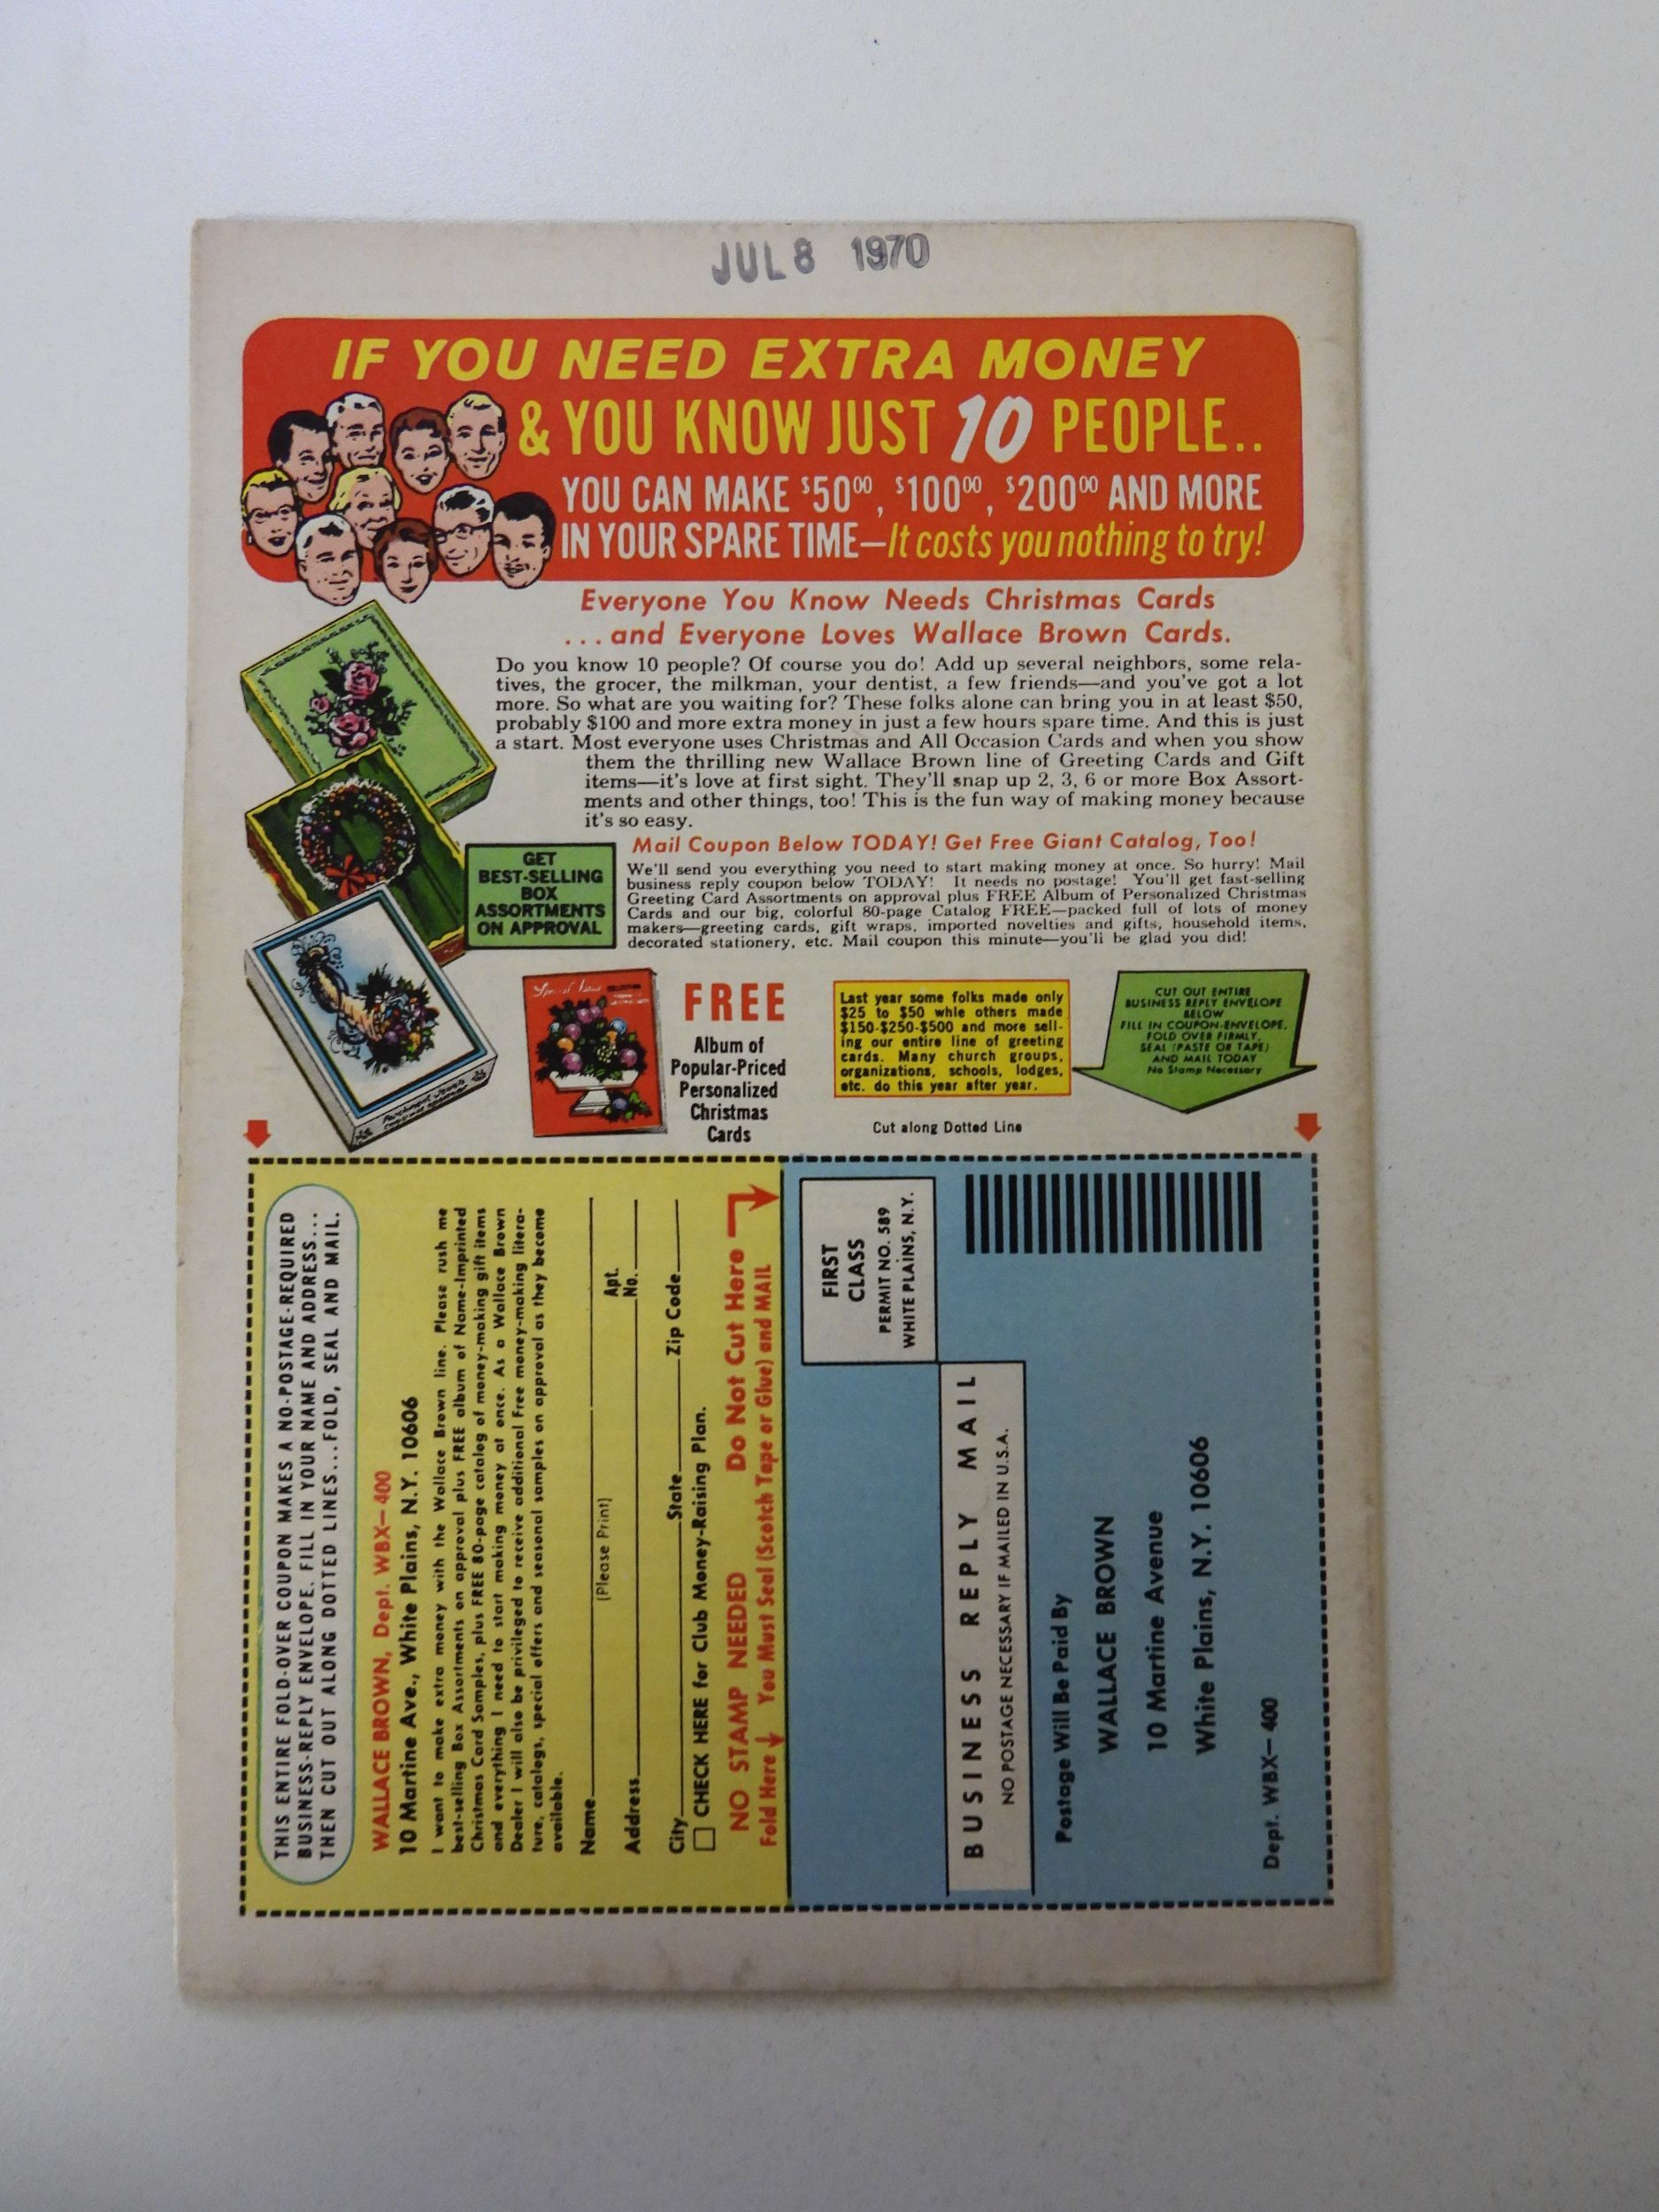 JUL 8 1970
IF YOU NEED EXTRA MONEY
& YOU KNOW JUST 10 PEOPLE..
YOU CAN MAKE $50⁰⁰, $100⁰⁰, $200⁰⁰ AND MORE
IN YOUR SPARE TIME—It costs you nothing to try!
Everyone You Know Needs Christmas Cards
...and Everyone Loves Wallace Brown Cards.
Do you know 10 people? Of course you do! Add up several neighbors, some rela-
tives, the grocer, the milkman, your dentist, a few friends—and you've got a lot
more. So what are you waiting for? These folks alone can bring you in at least $50,
probably $100 and more extra money in just a few hours spare time. And this is just
a start. Most everyone uses Christmas and All Occasion Cards and when you show
them the thrilling new Wallace Brown line of Greeting Cards and Gift
items—it's love at first sight. They'll snap up 2, 3, 6 or more Box Assort-
ments and other things, too! This is the fun way of making money because
it's so easy.
Mail Coupon Below TODAY! Get Free Giant Catalog, Too!
We'll send you everything you need to start making money at once. So hurry! Mail
business reply coupon below TODAY! It needs no postage! You'll get fast-selling
Greeting Card Assortments on approval plus FREE Album of Personalized Christmas
Cards and our big, colorful 80-page Catalog FREE—packed full of lots of money
makers—greeting cards, gift wraps, imported novelties and gifts, household items,
decorated stationery, etc. Mail coupon this minute—you'll be glad you did!
GET
BEST-SELLING
BOX
ASSORTMENTS
ON APPROVAL
FREE
Album of
Popular-Priced
Personalized
Christmas
Cards
Last year some folks made only
$25 to $50 whle others made
$150-$250-$500 and more sell-
ing our entire line of greeting
cards. Many church groups,
organizations, schools, lodges,
etc. do this year after year.
CUT OUT ENTIRE
BUSINESS REPLY ENVELOPE
BELOW
FILL IN COUPON-ENVELOPE,
FOLD OVER FIRMLY,
SEAL (PASTE OR TAPE)
AND MAIL TODAY
No Stamp Necessary
Cut along Dotted Line
THIS ENTIRE FOLD-OVER COUPON MAKES A NO-POSTAGE-REQUIRED
BUSINESS-REPLY ENVELOPE. FILL IN YOUR NAME AND ADDRESS...
THEN CUT OUT ALONG DOTTED LINES...FOLD, SEAL AND MAIL.
WALLACE BROWN, Dept. WBX—400
10 Martine Ave., White Plains, N.Y. 10606
I want to make extra money with the Wallace Brown line. Please rush me
best-selling Box Assortments on approval plus FREE album of Name-Imprinted
Christmas Card Samples, plus FREE 80-page catalog of money-making gift items
and everything I need to start making money at once. As a Wallace Brown
Dealer I will also be privileged to receive additional Free money-making litera-
ture, catalogs, special offers and seasonal samples on approval as they become
available.
Name
(Please Print)
Address Apt. No.
City State Zip Code
CHECK HERE for Club Money-Raising Plan.
NO STAMP NEEDED Do Not Cut Here
Fold Here You Must Seal (Scotch Tape or Glue) and MAIL
FIRST
CLASS
PERMIT NO. 589
WHITE PLAINS, N.Y.
BUSINESS REPLY MAIL
NO POSTAGE NECESSARY IF MAILED IN U.S.A.
Postage Will Be Paid By
WALLACE BROWN
10 Martine Avenue
White Plains, N.Y. 10606
Dept. WBX—400